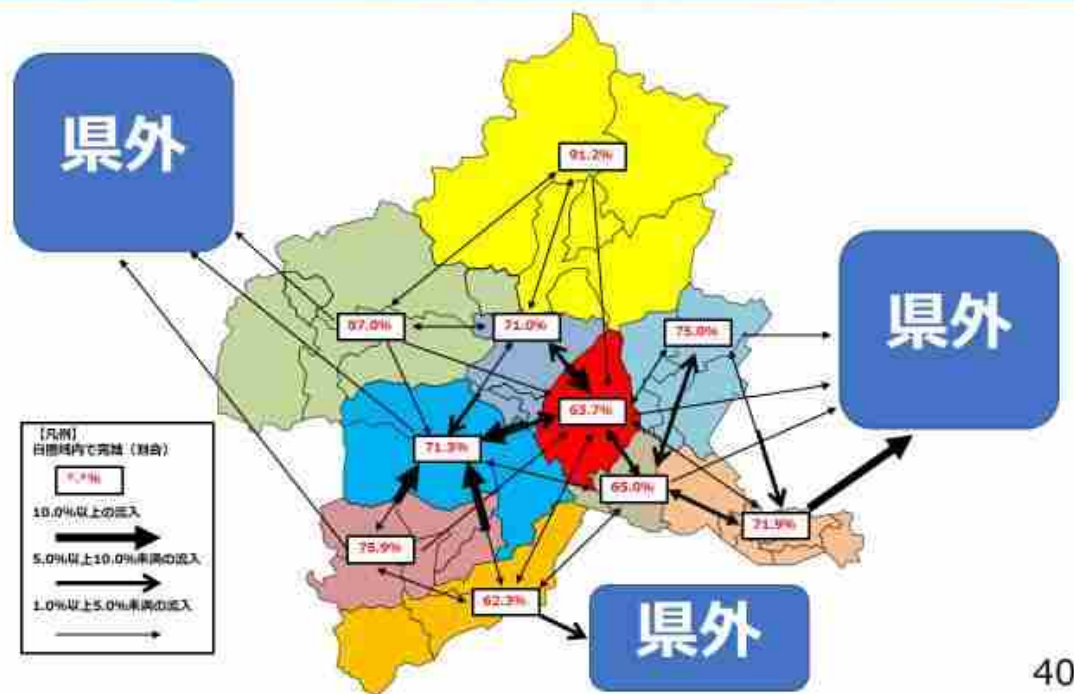 県外
91.2%
県外
87.0%
71.0%
75.0%
63.7%
71.3%
65.0%
71.9%
75.9%
62.3%
県外
【凡例】
自圏域内で完結（割合）
*.*%
10.0%以上の流入
5.0%以上10.0%未満の流入
1.0%以上5.0%未満の流入
40